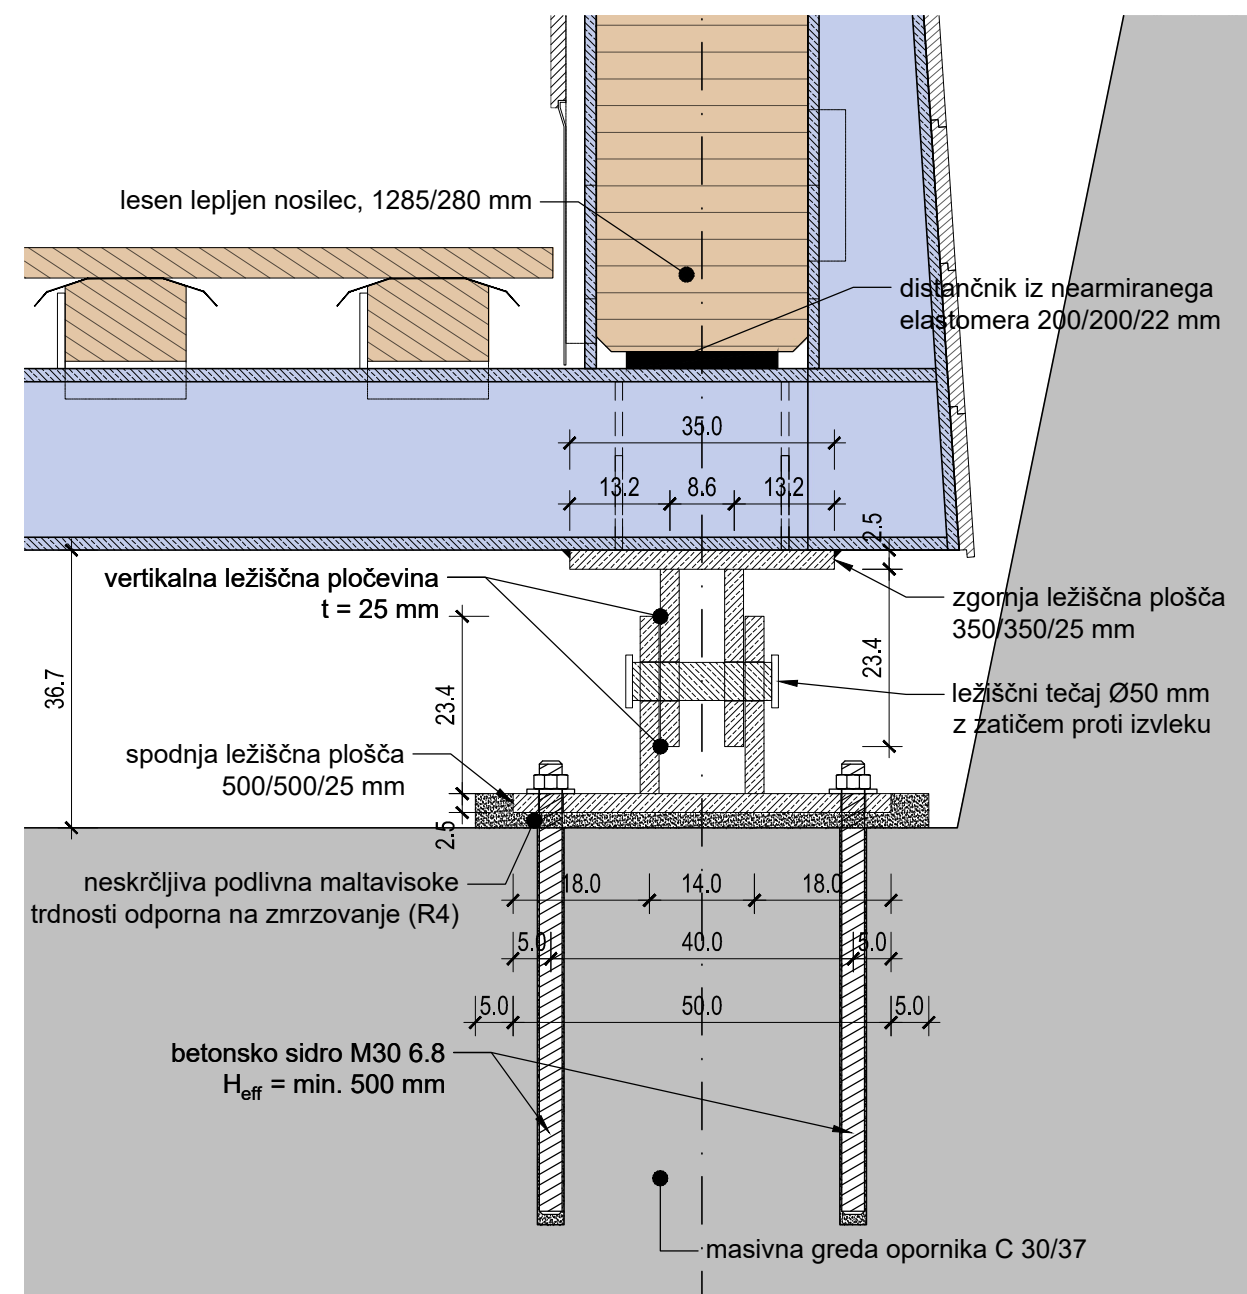 lesen lepljen nosilec, 1285/280 mm
distančnik iz nearmiranega
elastomera 200/200/22 mm
35.0
13.2 8.6 13.2
2.5
vertikalna ležiščna pločevina
t = 25 mm
zgornja ležiščna plošča
350/350/25 mm
36.7
23.4
23.4
ležiščni tečaj Ø50 mm
z zatičem proti izvleku
spodnja ležiščna plošča
500/500/25 mm
2.5
neskrčljiva podlivna maltavisoke
trdnosti odporna na zmrzovanje (R4)
18.0 14.0 18.0
5.0 40.0 5.0
5.0 50.0 5.0
betonsko sidro M30 6.8
Heff = min. 500 mm
masivna greda opornika C 30/37